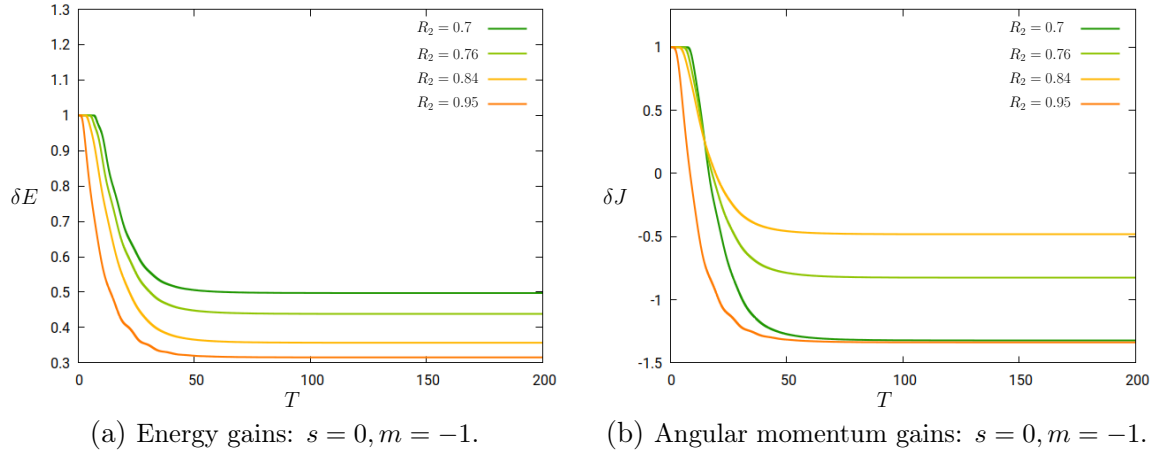 1.3
1.2
1.1
1
0.9
0.8
0.7
0.6
0.5
0.4
0.3
δE
R₂ = 0.7
R₂ = 0.76
R₂ = 0.84
R₂ = 0.95
0 50 100 150 200
T
(a) Energy gains: s = 0, m = −1.
1
0.5
0
-0.5
-1
-1.5
δJ
R₂ = 0.7
R₂ = 0.76
R₂ = 0.84
R₂ = 0.95
0 50 100 150 200
T
(b) Angular momentum gains: s = 0, m = −1.